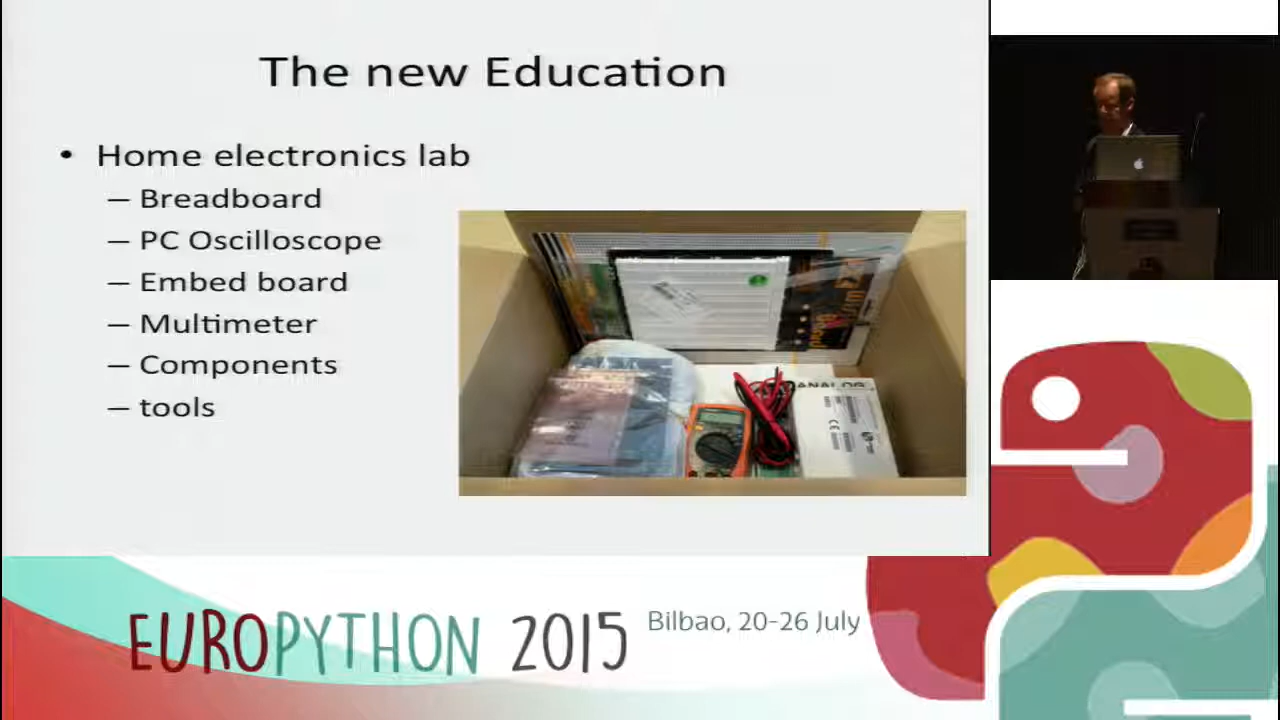 The new Education
• Home electronics lab
– Breadboard
– PC Oscilloscope
– Embed board
– Multimeter
– Components
– tools
ANALOG
EUROPYTHON 2015
Bilbao, 20-26 July